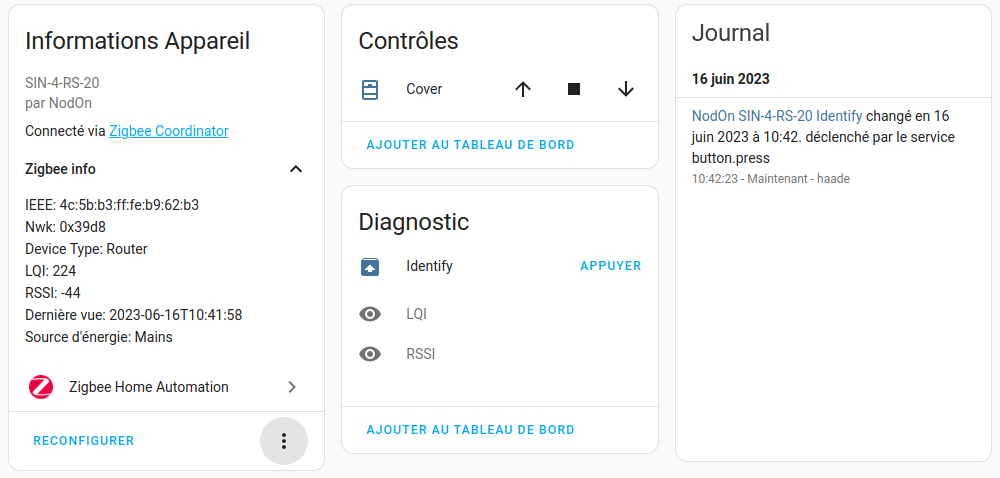 Informations Appareil
SIN-4-RS-20
par NodOn
Connecté via Zigbee Coordinator
Zigbee info
IEEE: 4c:5b:b3:ff:fe:b9:62:b3
Nwk: 0x39d8
Device Type: Router
LQI: 224
RSSI: -44
Dernière vue: 2023-06-16T10:41:58
Source d'énergie: Mains
Zigbee Home Automation
RECONFIGURER
Contrôles
Cover
AJOUTER AU TABLEAU DE BORD
Diagnostic
Identify APPUYER
LQI
RSSI
AJOUTER AU TABLEAU DE BORD
Journal
16 juin 2023
NodOn SIN-4-RS-20 Identify changé en 16
juin 2023 à 10:42. déclenché par le service
button.press
10:42:23 - Maintenant - haade